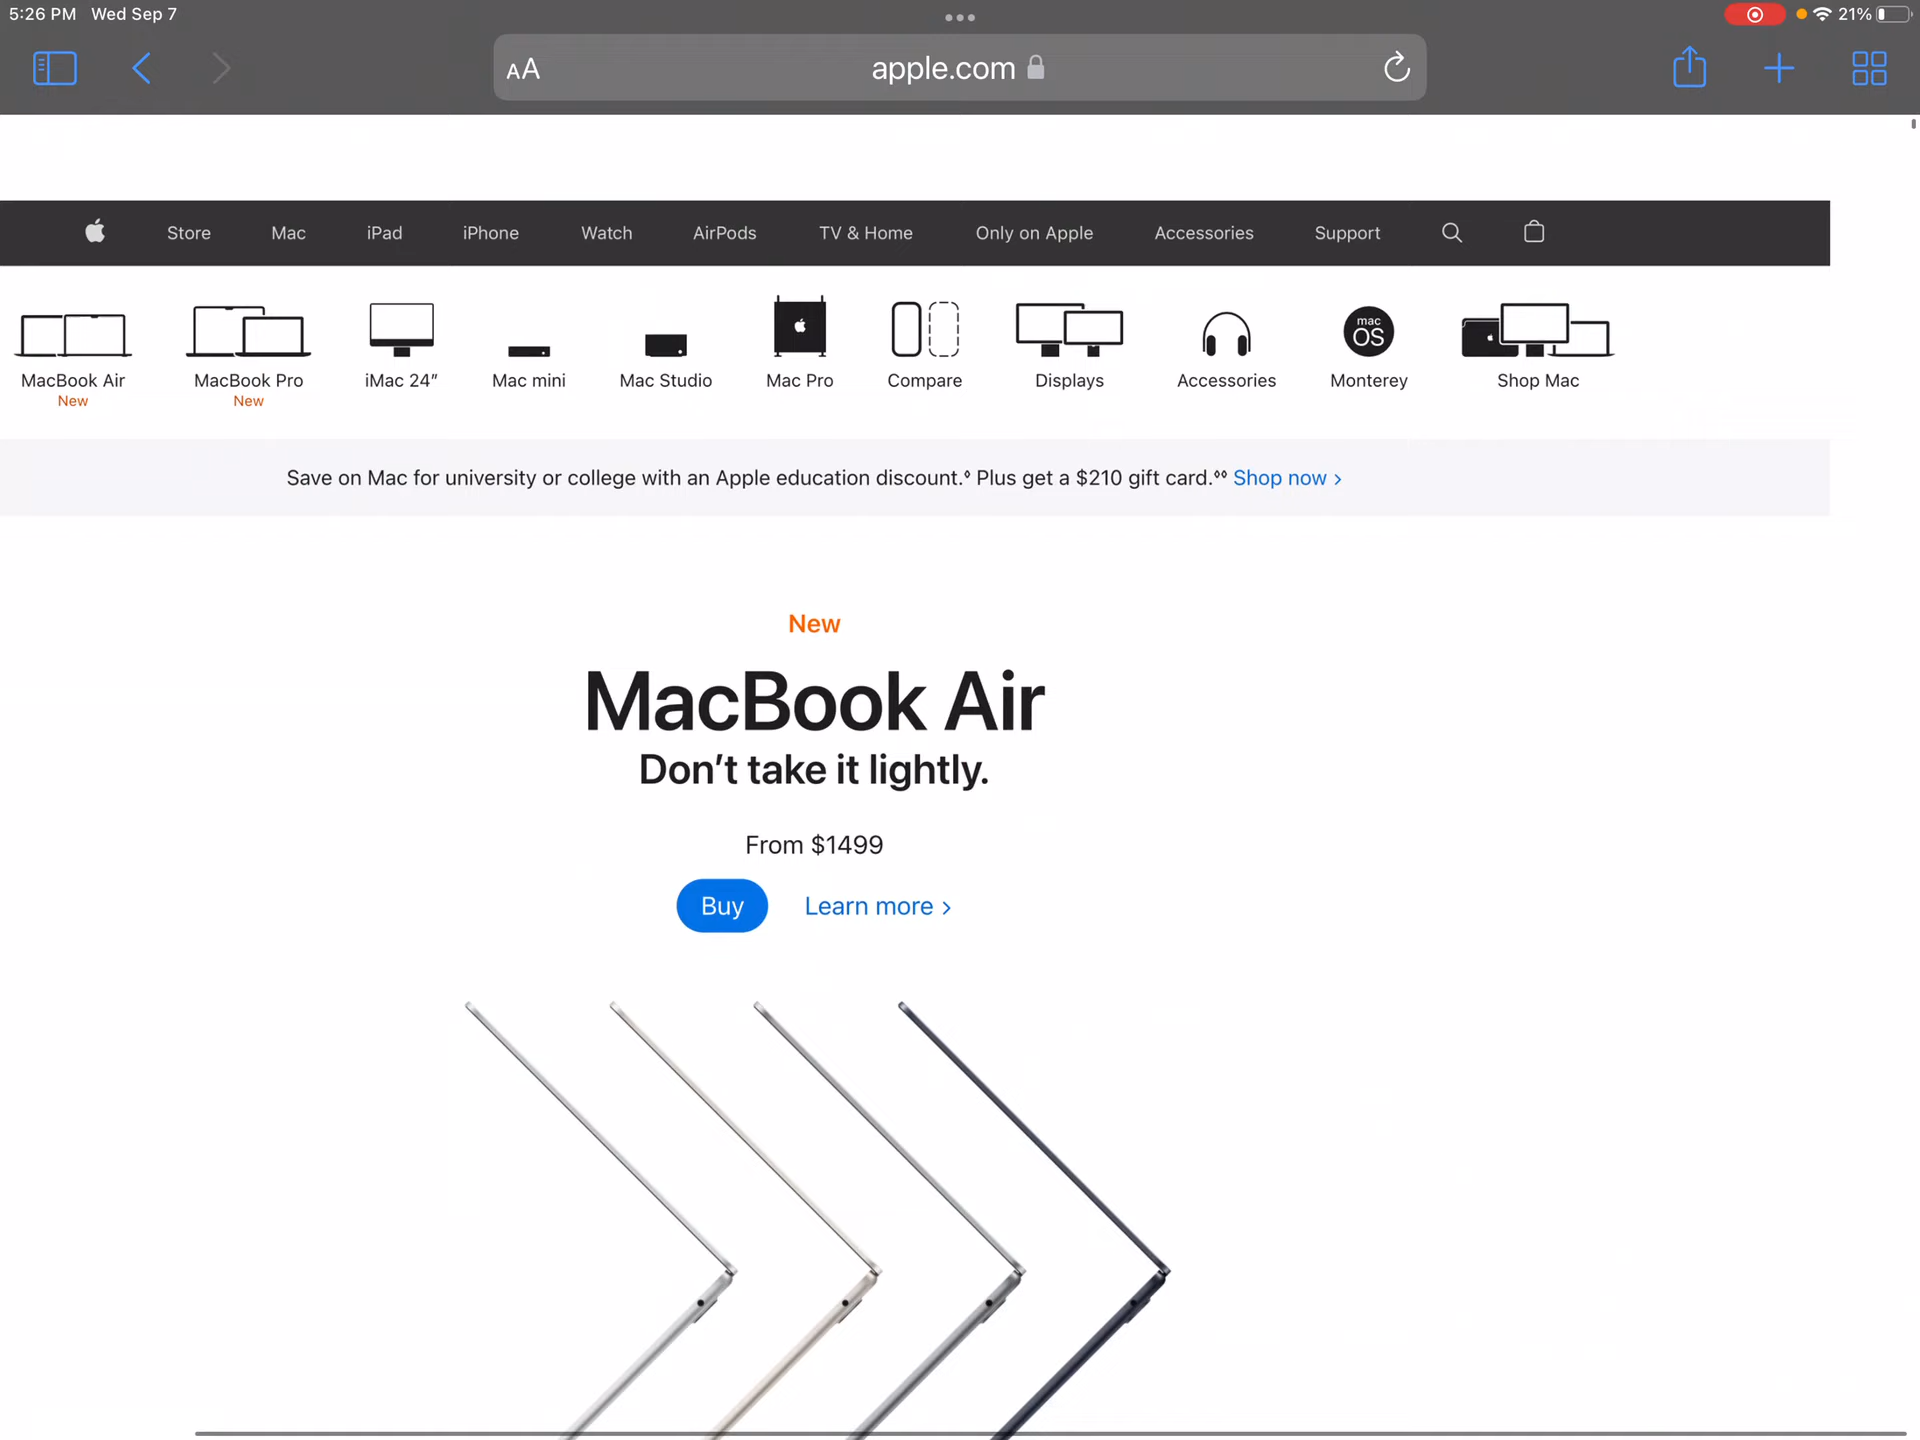 5:26 PM Wed Sep 7
21%
AA apple.com
Store Mac iPad iPhone Watch AirPods TV & Home Only on Apple Accessories Support
mac
OS
MacBook Air MacBook Pro iMac 24″ Mac mini Mac Studio Mac Pro Compare Displays Accessories Monterey Shop Mac
New New
Save on Mac for university or college with an Apple education discount.◊ Plus get a $210 gift card.◊◊ Shop now >
New
MacBook Air
Don’t take it lightly.
From $1499
Buy Learn more >